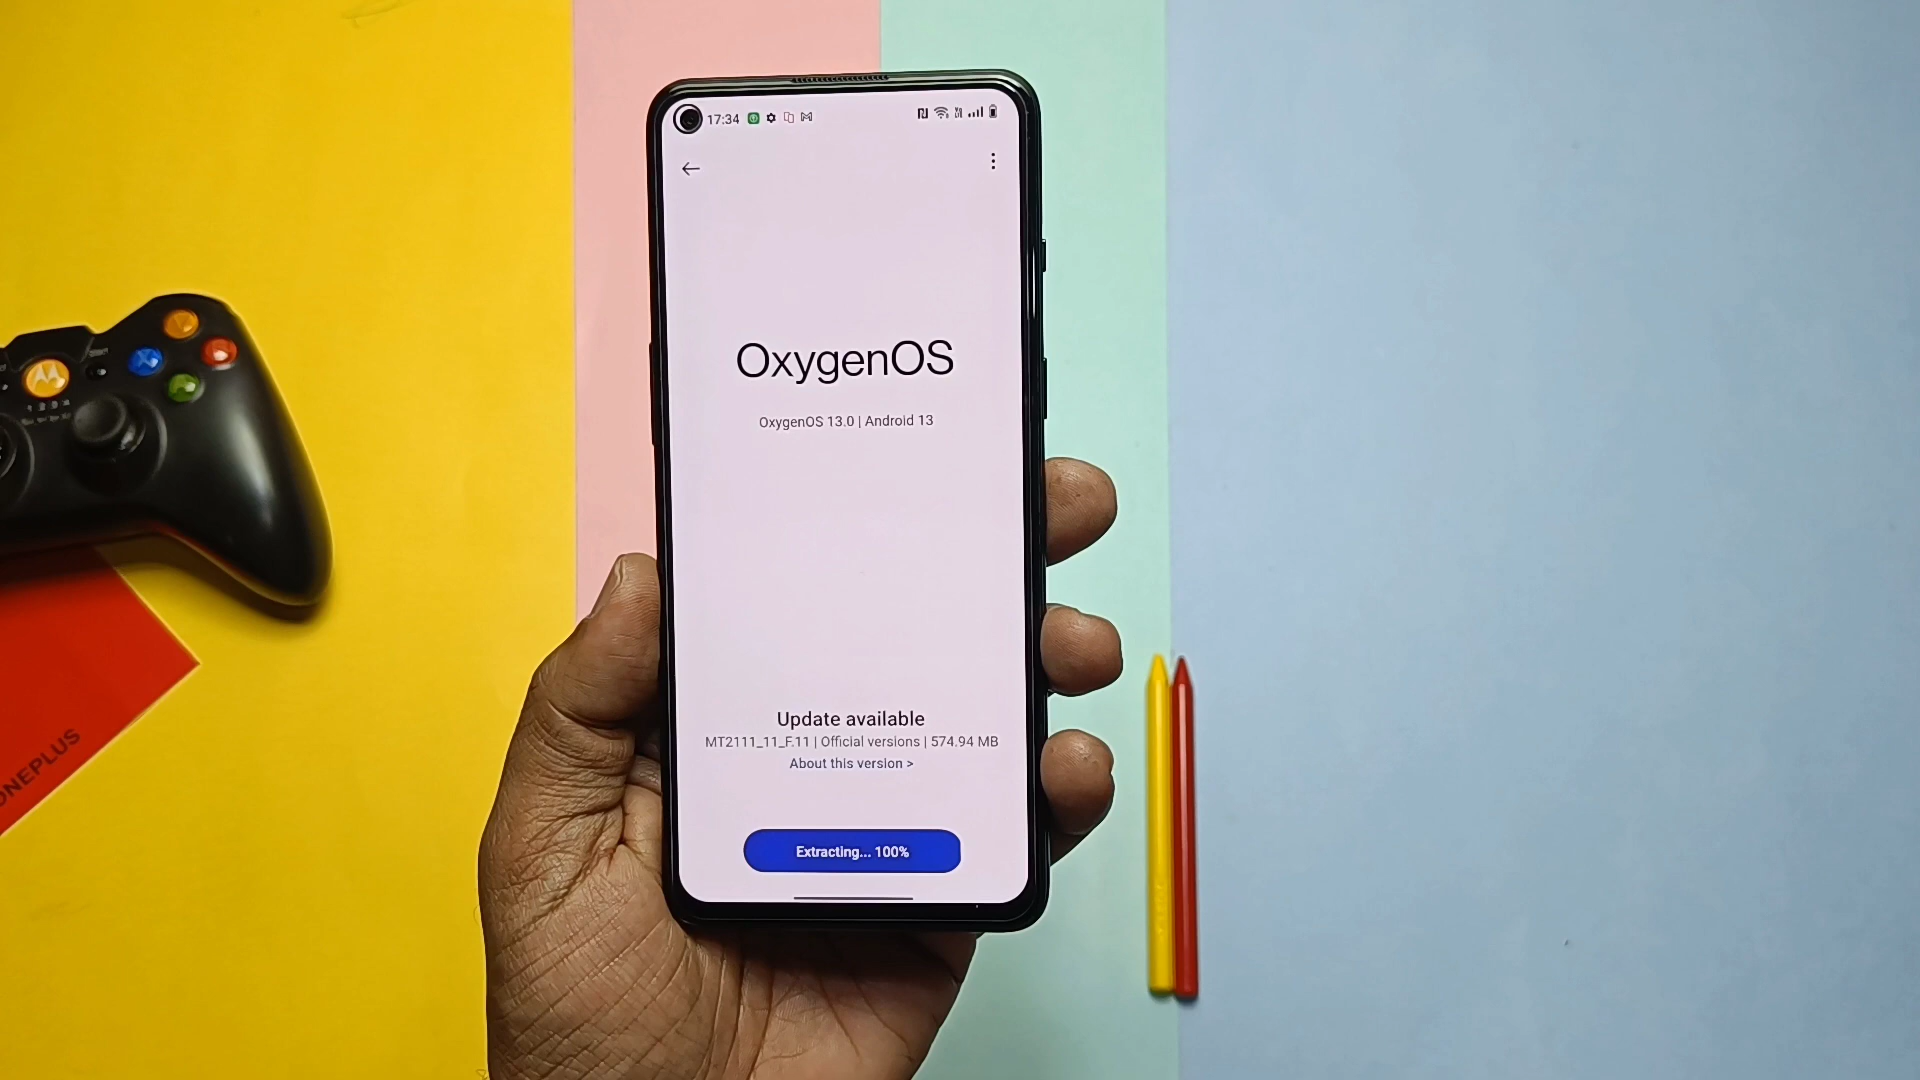 17:34
OxygenOS
OxygenOS 13.0 | Android 13
Update available
MT2111_11_F.11 | Official versions | 574.94 MB
About this version >
Extracting... 100%
ONEPLUS